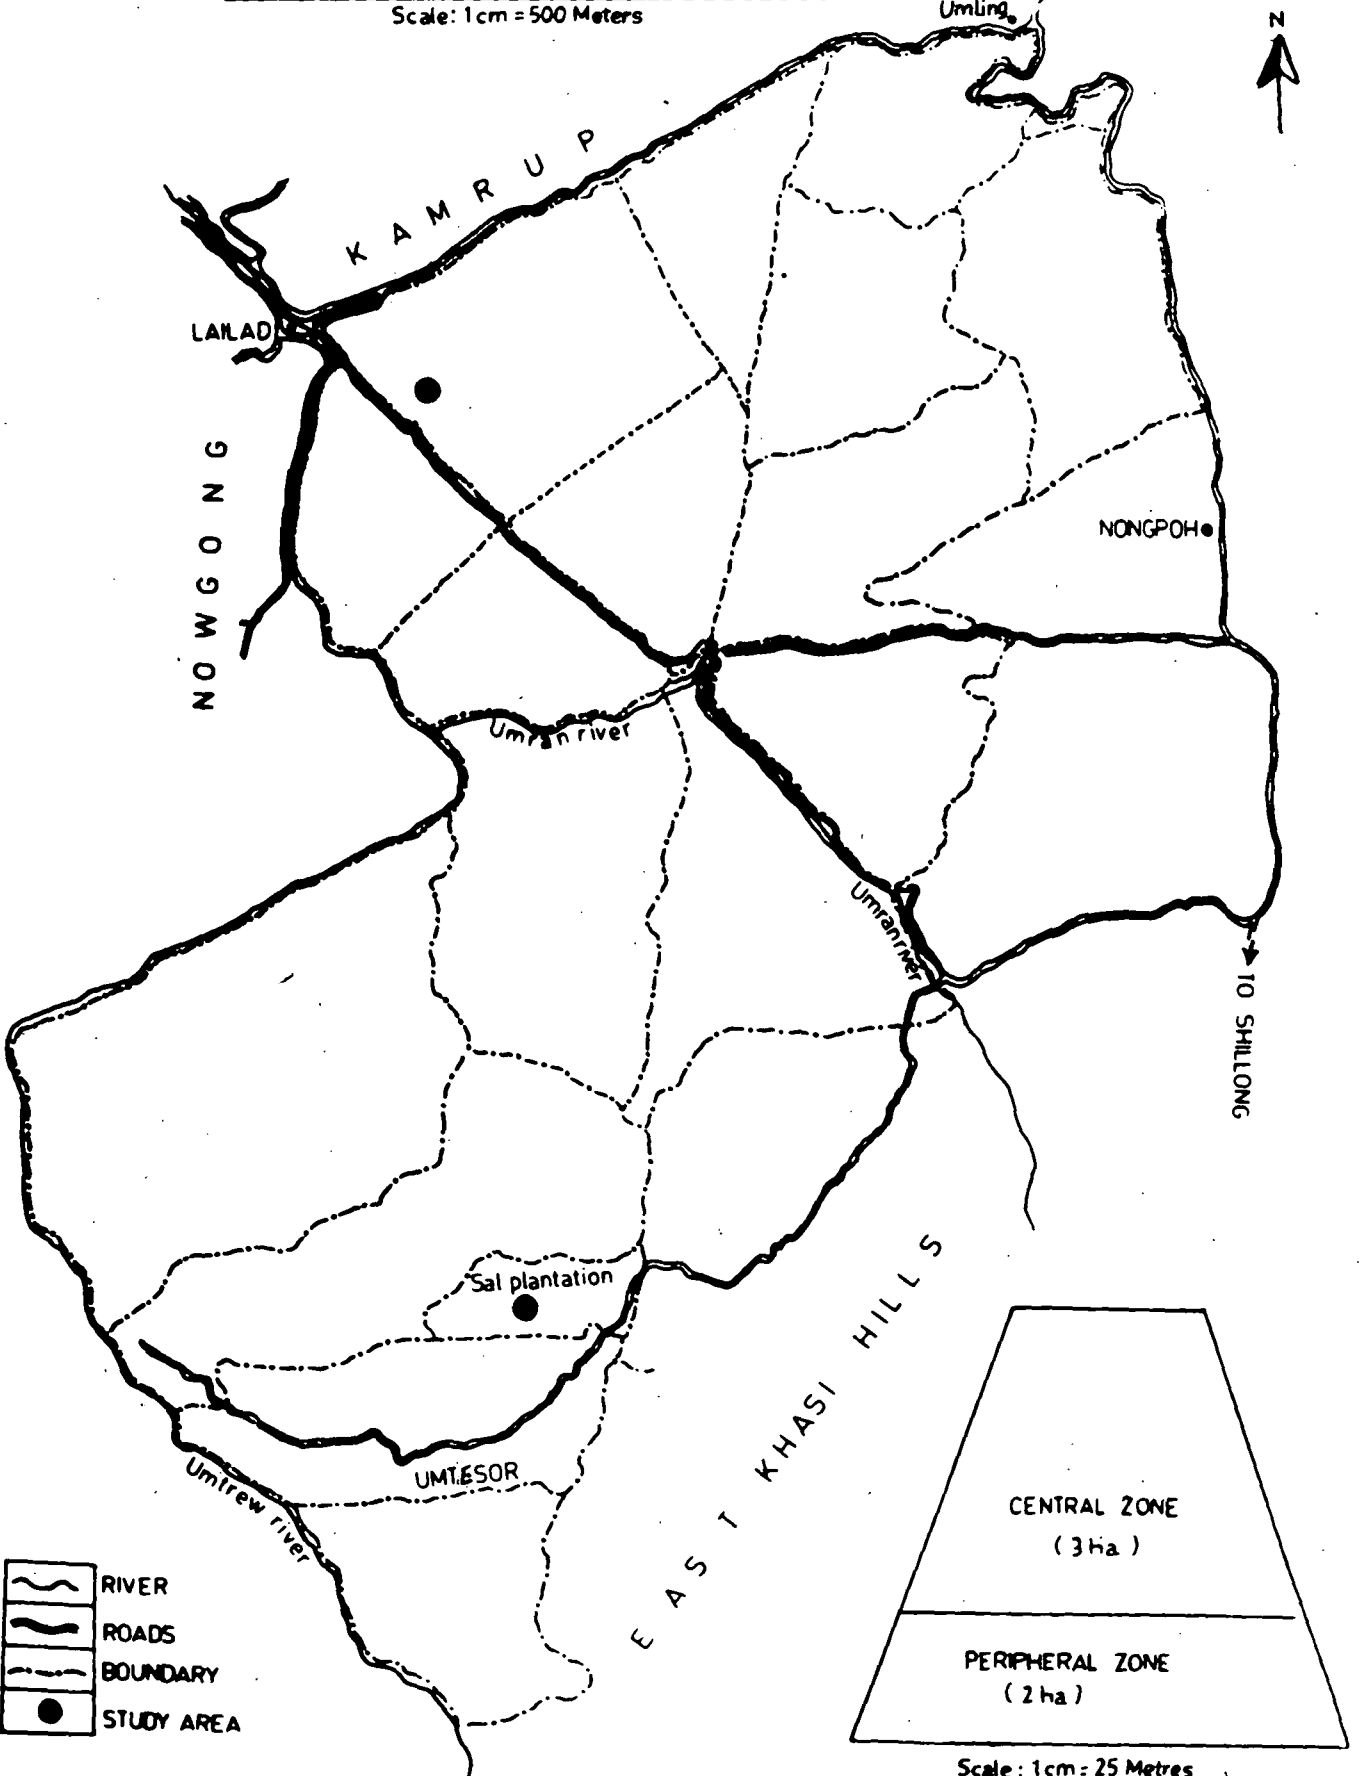 Scale: 1cm = 500 Meters
Umling
N
KAMRUP
LAILAD
NOWGONG
NONGPOH
Umran river
Umran river
TO SHILLONG
Sal plantation
EAST KHASI HILLS
UMTESOR
Umtrew river
CENTRAL ZONE
(3 ha)
PERIPHERAL ZONE
(2 ha)
RIVER
ROADS
BOUNDARY
STUDY AREA
Scale: 1cm = 25 Metres